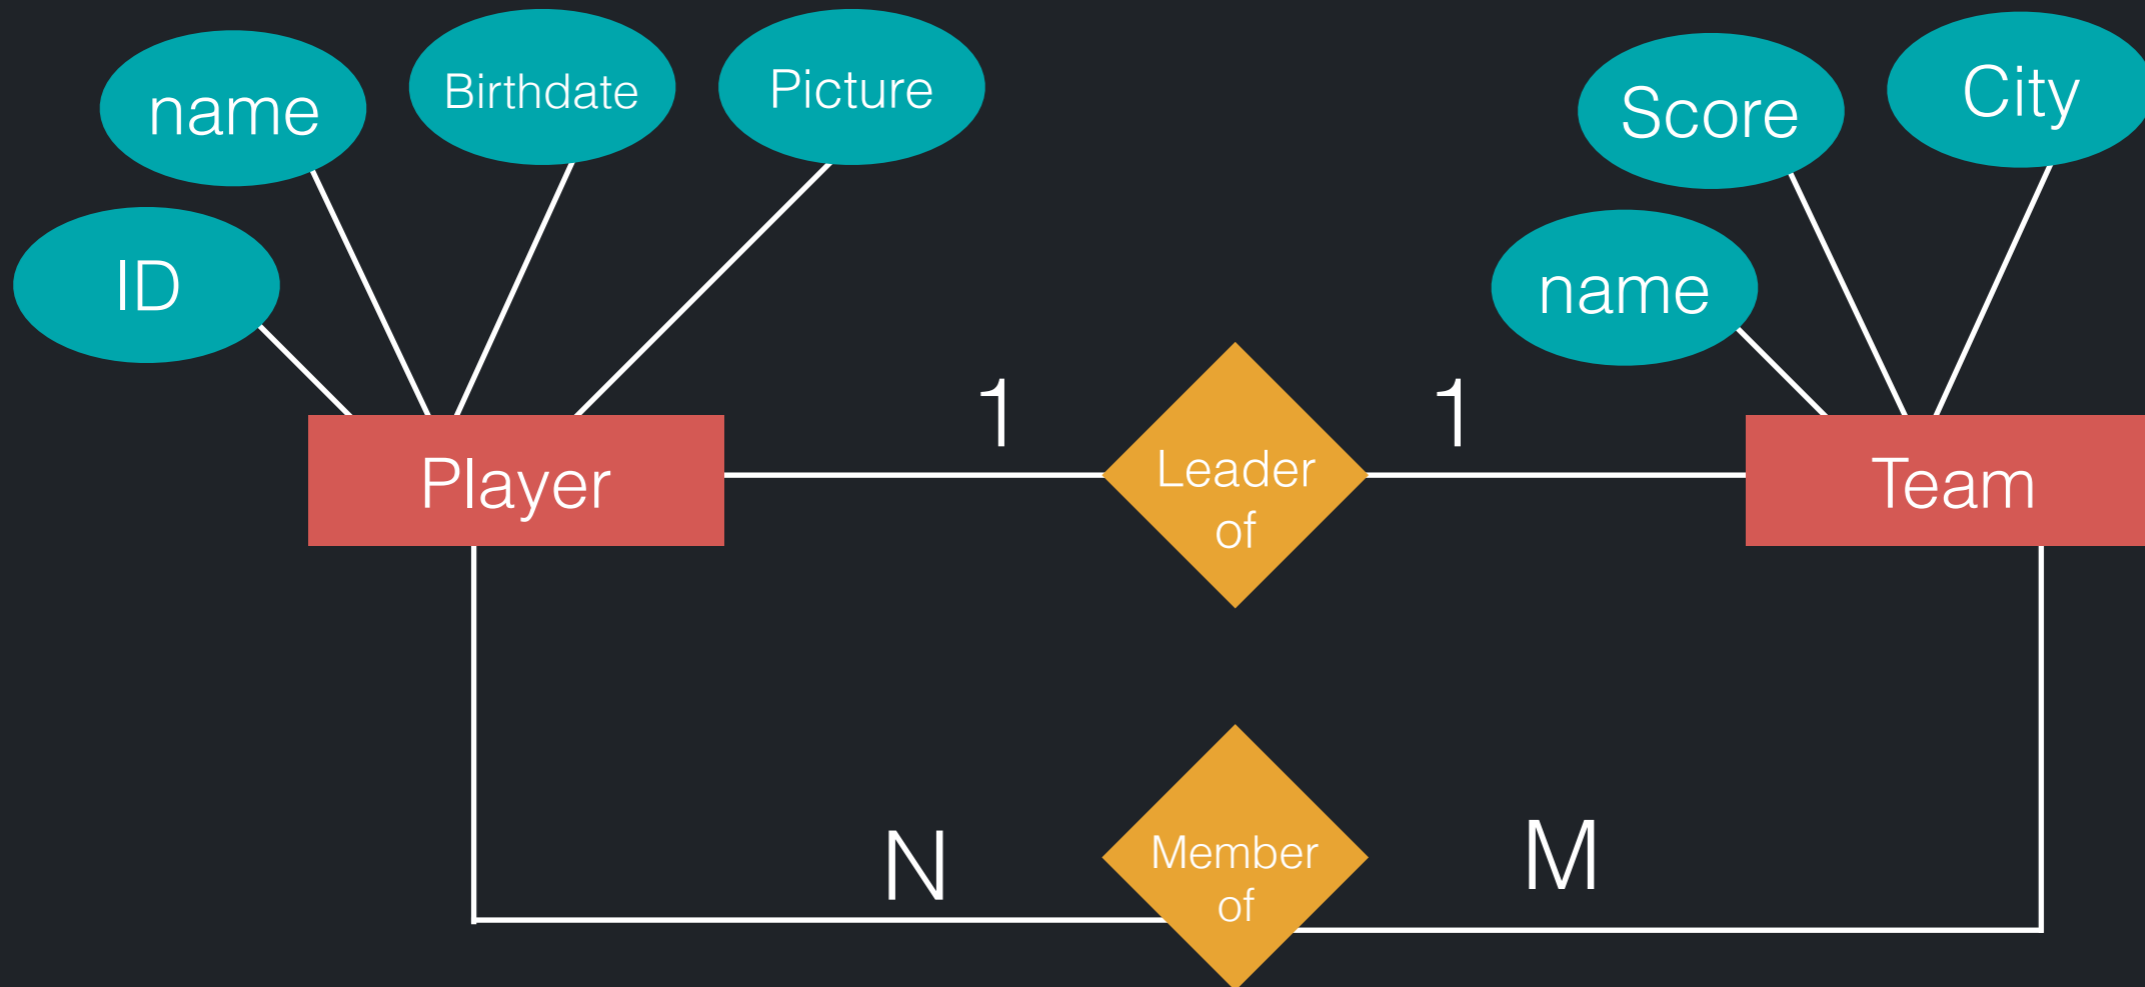 name
Birthdate
Picture
ID
Score
City
name
Player
1
Leader
of
1
Team
N
Member
of
M